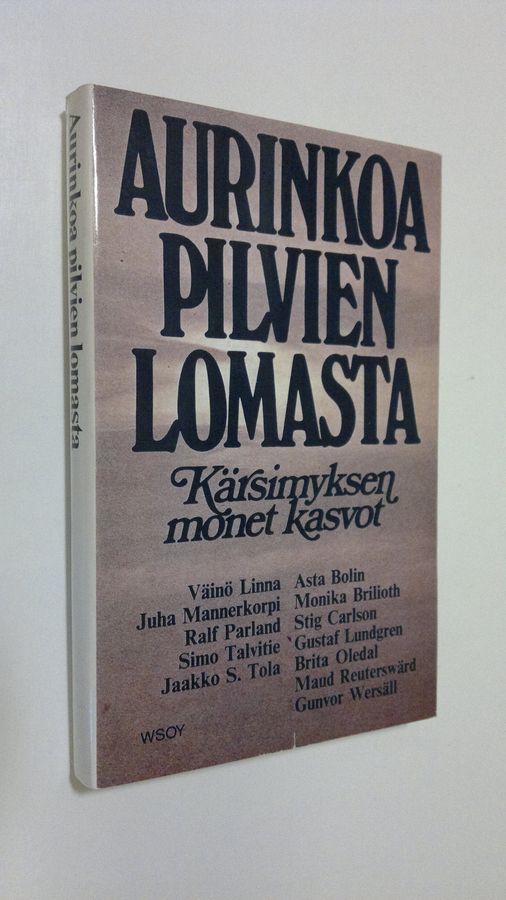 Aurinkoa pilvien lomasta
AURINKOA
PILVIEN
LOMASTA
Kärsimyksen
monet kasvot
Väinö Linna
Juha Mannerkorpi
Ralf Parland
Simo Talvitie
Jaakko S. Tola
Asta Bolin
Monika Brilioth
Stig Carlson
Gustaf Lundgren
Brita Oledal
Maud Reuterswärd
Gunvor Wersäll
WSOY